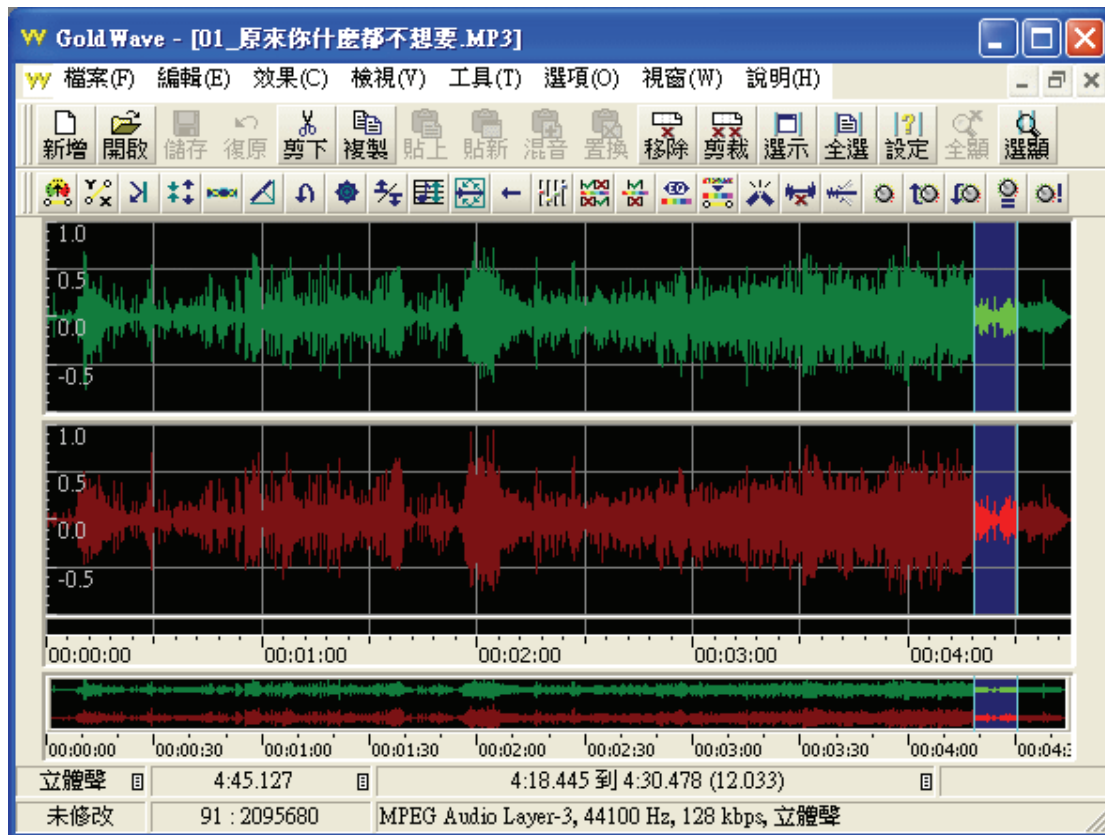 GoldWave - [01_原來你什麼都不想要.MP3]
檔案(F) 編輯(E) 效果(C) 檢視(V) 工具(T) 選項(O) 視窗(W) 說明(H)
新增 開啟 儲存 復原 剪下 複製 貼上 貼新 混音 置換 移除 剪裁 選示 全選 設定 全顯 選顯
1.0
0.5
0.0
-0.5
1.0
0.5
0.0
-0.5
00:00:00 00:01:00 00:02:00 00:03:00 00:04:00
00:00:00 00:00:30 00:01:00 00:01:30 00:02:00 00:02:30 00:03:00 00:03:30 00:04:00 00:04:3
立體聲 4:45.127 4:18.445 到 4:30.478 (12.033)
未修改 91 : 2095680 MPEG Audio Layer-3, 44100 Hz, 128 kbps, 立體聲